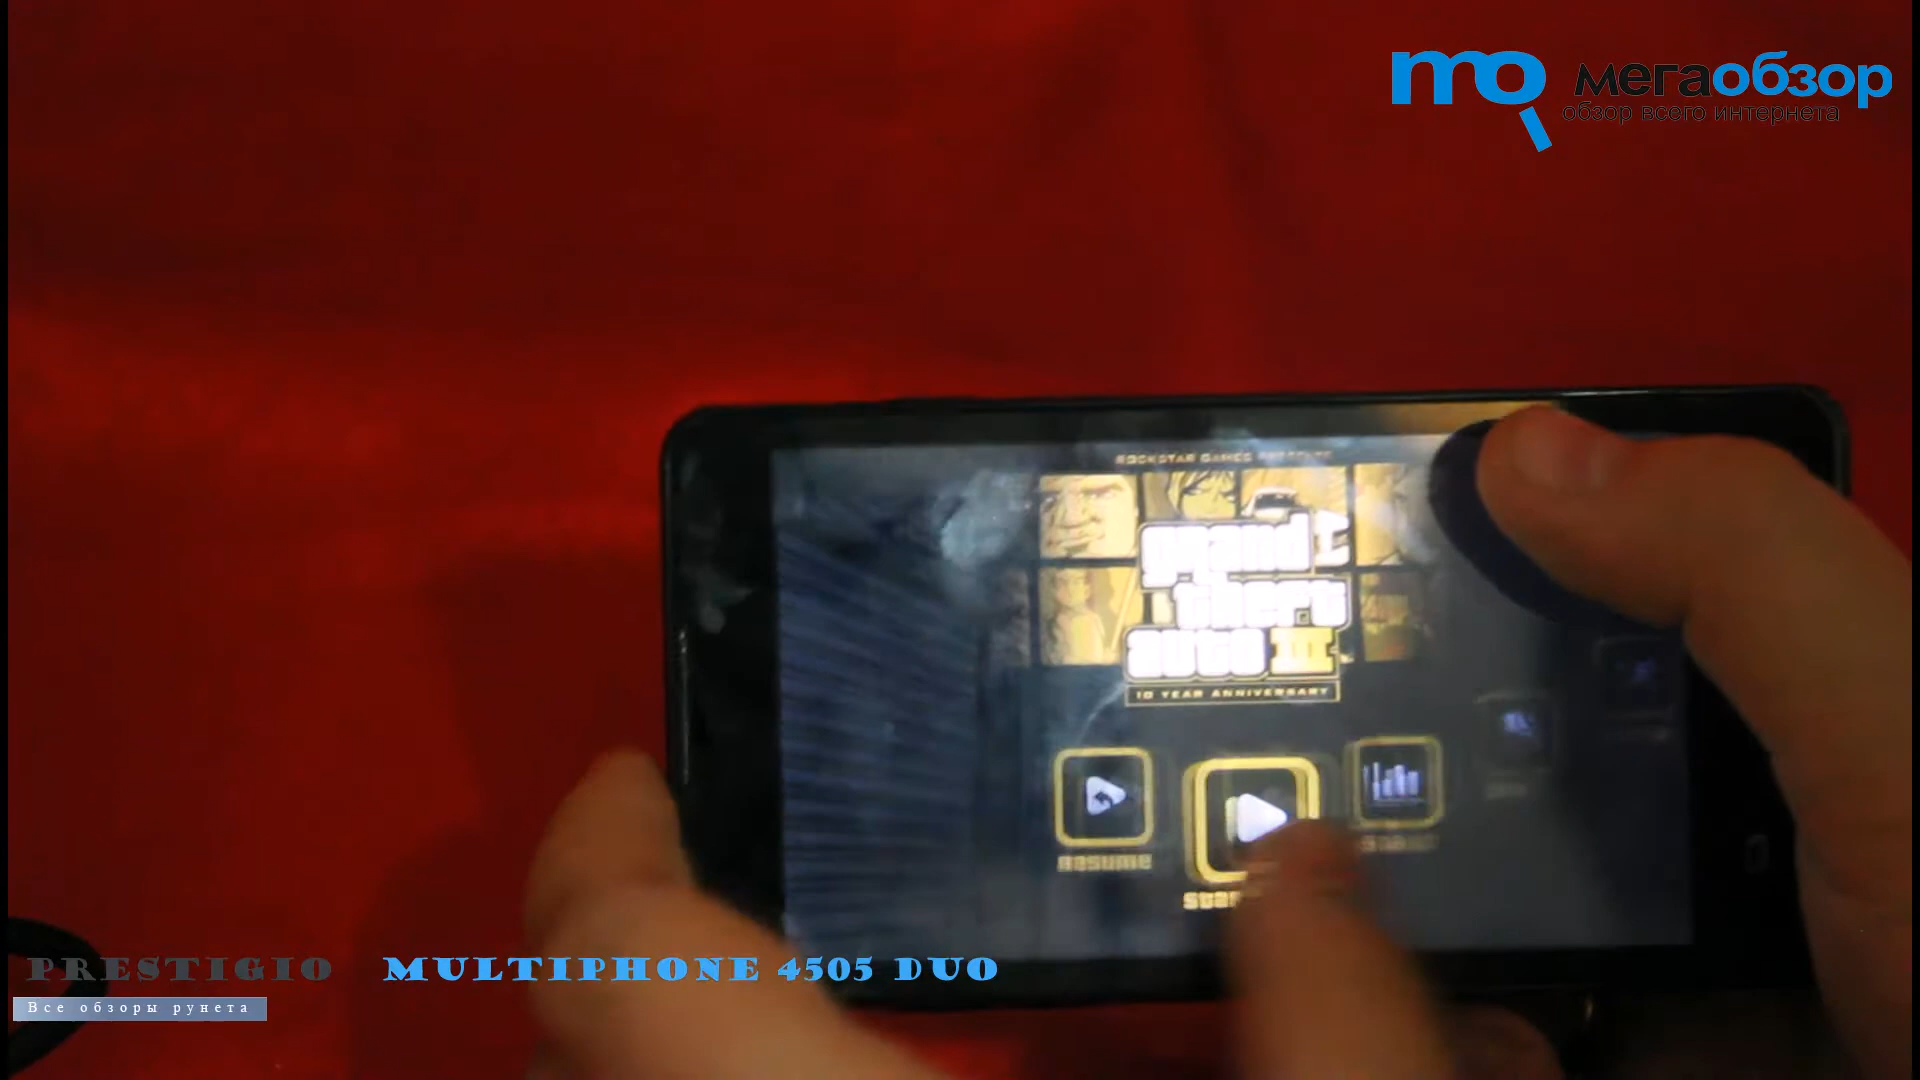 мегаобзор
обзор всего интернета
ROCKSTAR GAMES PRESENTS
grand
theft
auto III
10 YEAR ANNIVERSARY
resume
PRESTIGIO MULTIPHONE 4505 DUO
Все обзоры рунета